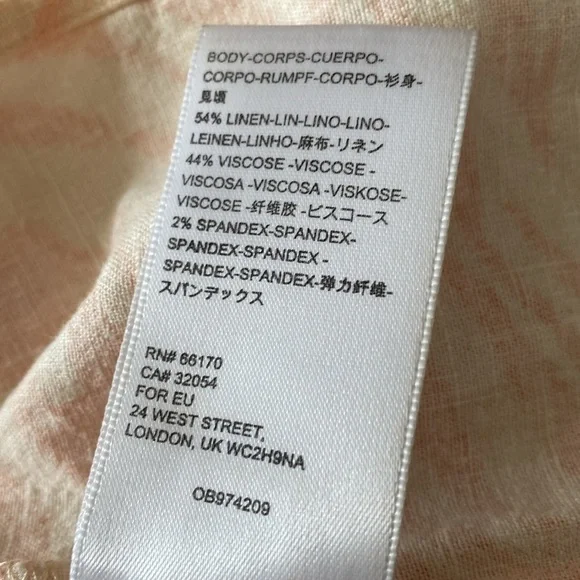 BODY-CORPS-CUERPO-
CORPO-RUMPF-CORPO-衫身-
見頃
54% LINEN-LIN-LINO-LINO-
LEINEN-LINHO-麻布-リネン
44% VISCOSE -VISCOSE -
VISCOSA -VISCOSA -VISKOSE-
VISCOSE -纤维胶 -ビスコース
2% SPANDEX-SPANDEX-
SPANDEX-SPANDEX -
SPANDEX-SPANDEX-弹力纤维-
スパンデックス
RN# 66170
CA# 32054
FOR EU
24 WEST STREET,
LONDON, UK WC2H9NA
OB974209